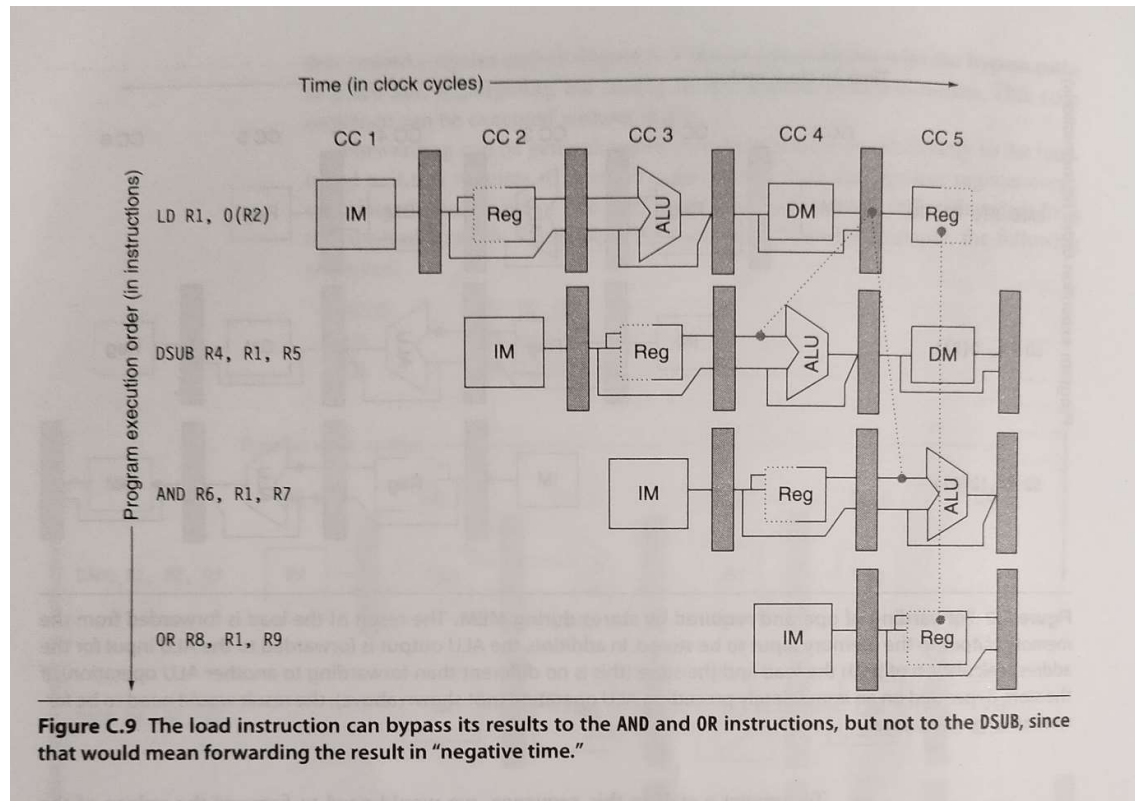 Time (in clock cycles)
CC 1 CC 2 CC 3 CC 4 CC 5
Program execution order (in instructions)
LD R1, 0(R2) IM Reg ALU DM Reg
DSUB R4, R1, R5 IM Reg ALU DM
AND R6, R1, R7 IM Reg ALU
OR R8, R1, R9 IM Reg
Figure C.9 The load instruction can bypass its results to the AND and OR instructions, but not to the DSUB, since
that would mean forwarding the result in “negative time.”